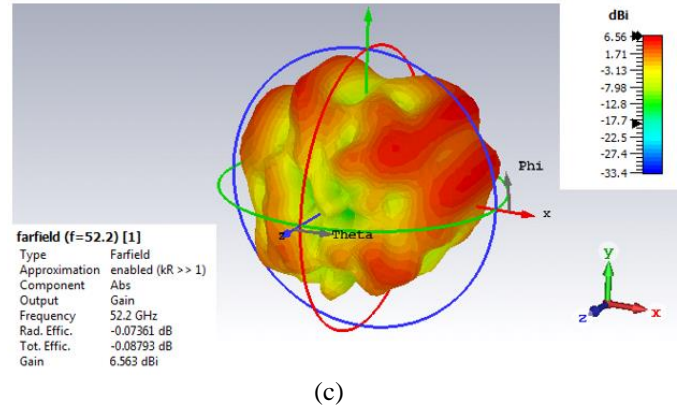 dBi
6.56
1.71
-3.13
-7.98
-12.8
-17.7
-22.5
-27.4
-33.4
Phi
x
z
Theta
y
z
x
farfield (f=52.2) [1]
Type Farfield
Approximation enabled (kR >> 1)
Component Abs
Output Gain
Frequency 52.2 GHz
Rad. Effic. -0.07361 dB
Tot. Effic. -0.08793 dB
Gain 6.563 dBi
(c)